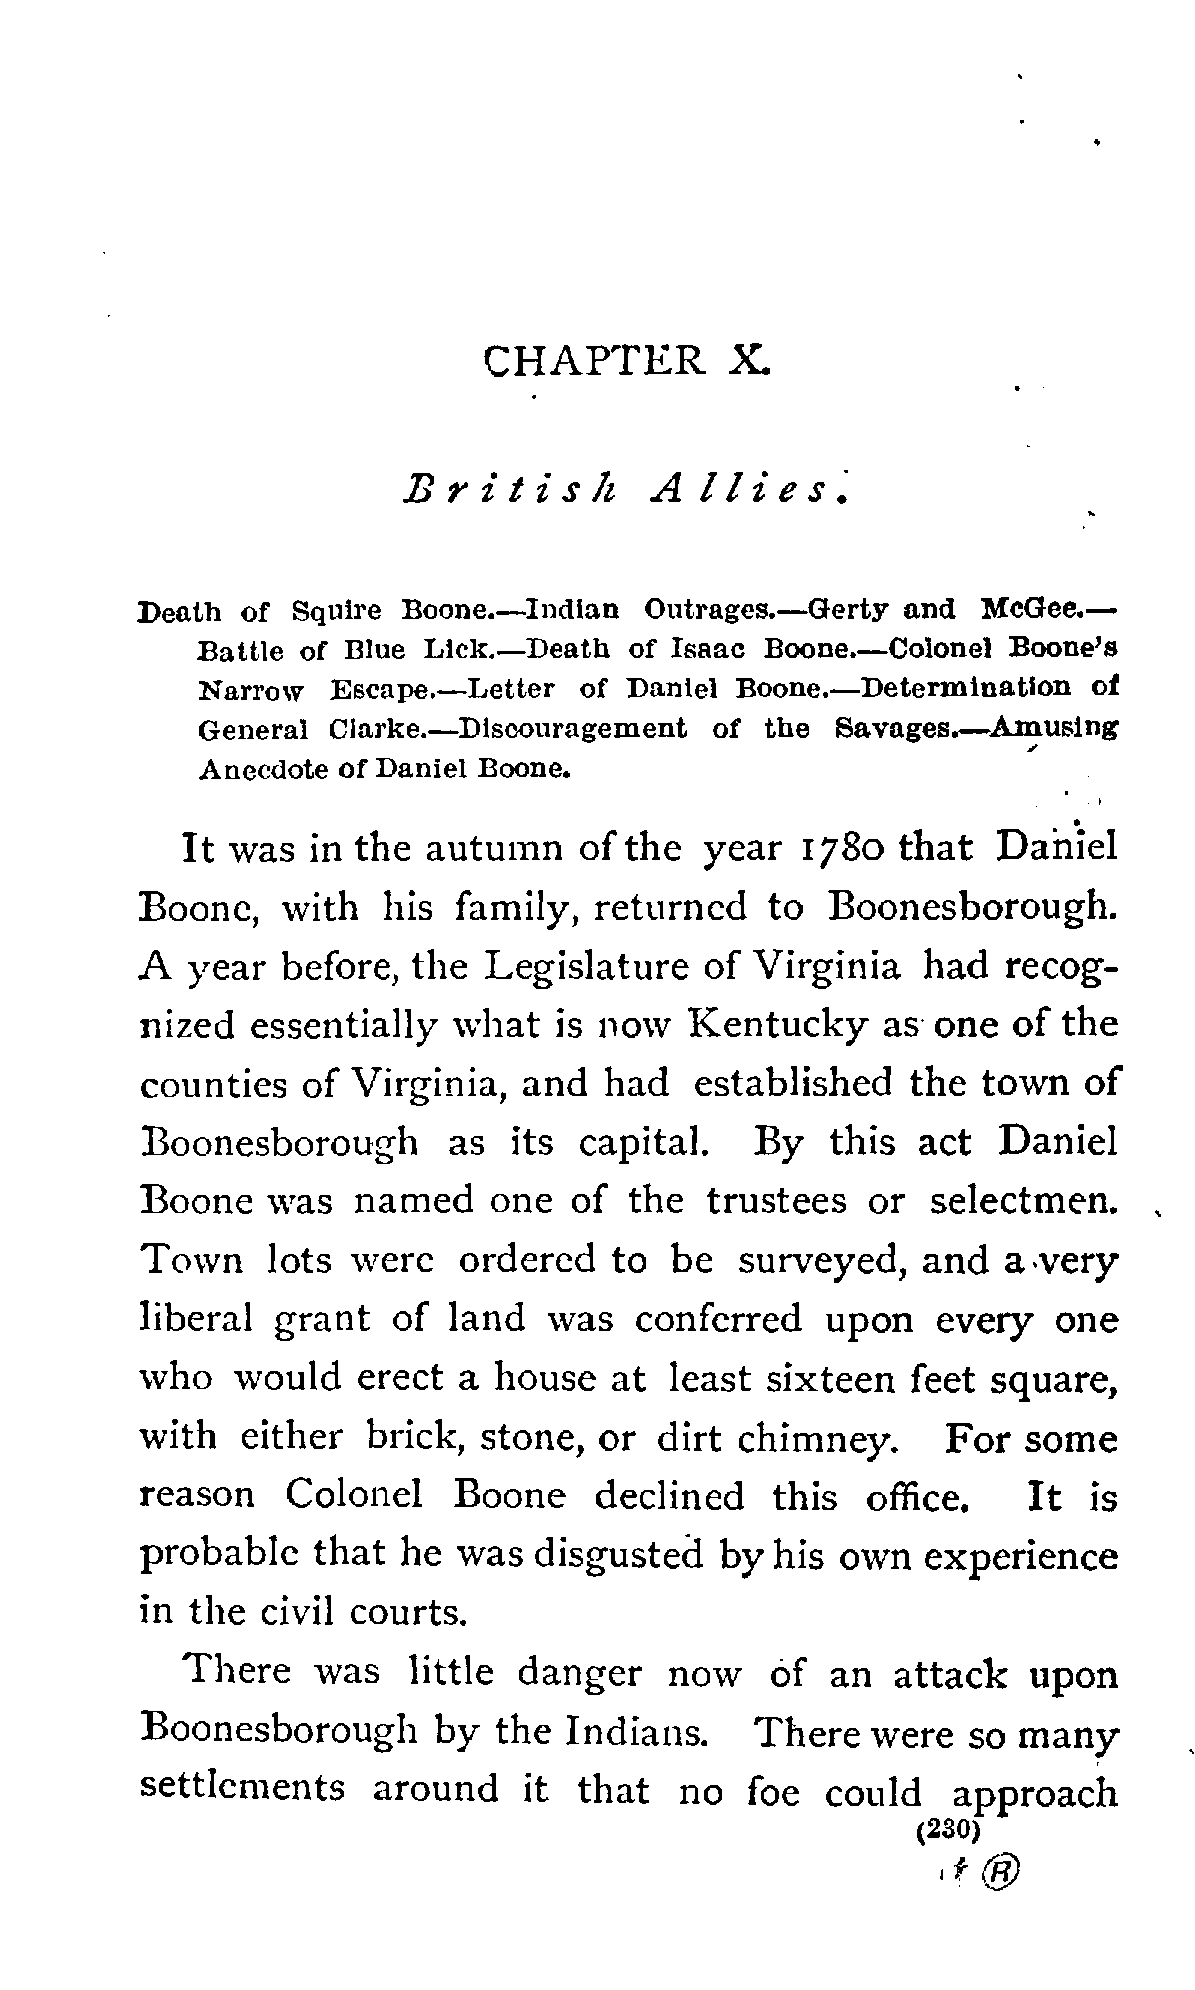 CHAPTER X.
British Allies.
Death of Squire Boone.—Indian Outrages.—Gerty and McGee.—
Battle of Blue Lick.—Death of Isaac Boone.—Colonel Boone's
Narrow Escape.—Letter of Daniel Boone.—Determination of
General Clarke.—Discouragement of the Savages.—Amusing
Anecdote of Daniel Boone.
It was in the autumn of the year 1780 that Daniel
Boone, with his family, returned to Boonesborough.
A year before, the Legislature of Virginia had recog-
nized essentially what is now Kentucky as one of the
counties of Virginia, and had established the town of
Boonesborough as its capital. By this act Daniel
Boone was named one of the trustees or selectmen.
Town lots were ordered to be surveyed, and a very
liberal grant of land was conferred upon every one
who would erect a house at least sixteen feet square,
with either brick, stone, or dirt chimney. For some
reason Colonel Boone declined this office. It is
probable that he was disgusted by his own experience
in the civil courts.
There was little danger now of an attack upon
Boonesborough by the Indians. There were so many
settlements around it that no foe could approach
(230)
®